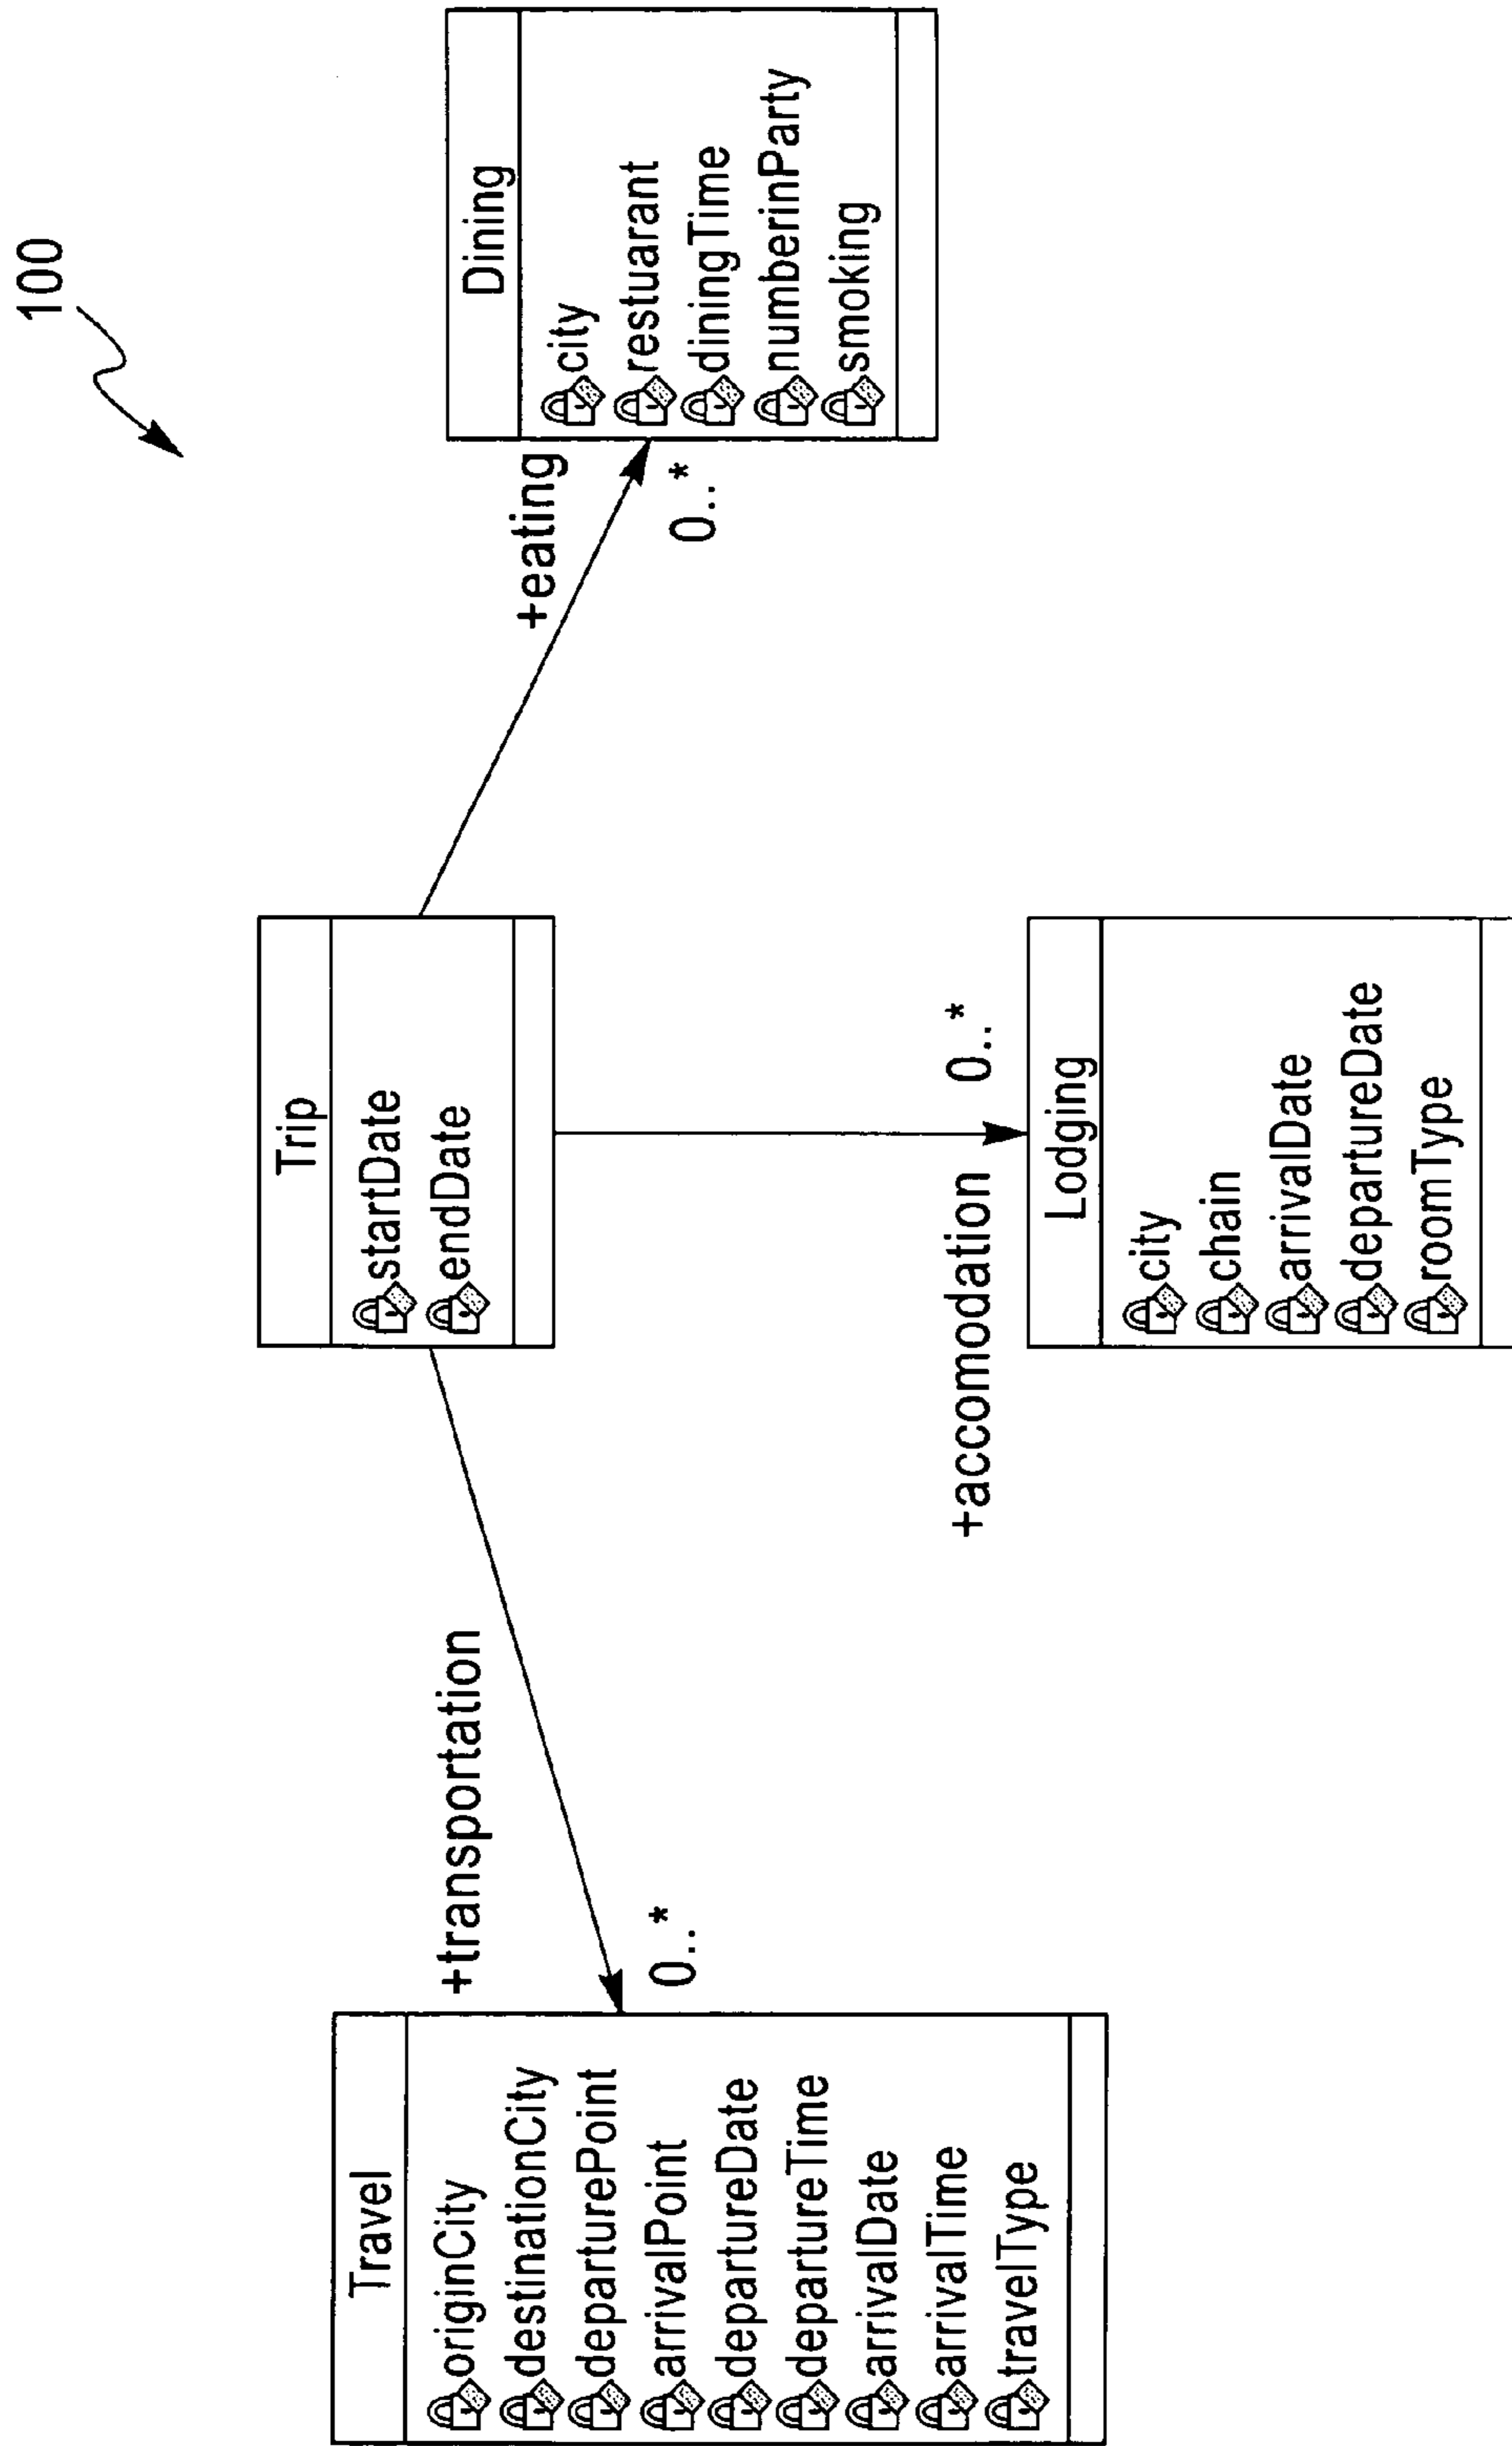 100
Trip
startDate
endDate
+transportation
0..*
+eating
0..*
Travel
originCity
destinationCity
departurePoint
arrivalPoint
departureDate
departureTime
arrivalDate
arrivalTime
travelType
Dining
city
restuarant
diningTime
numberinParty
smoking
+accomodation
0..*
Lodging
city
chain
arrivalDate
departureDate
roomType